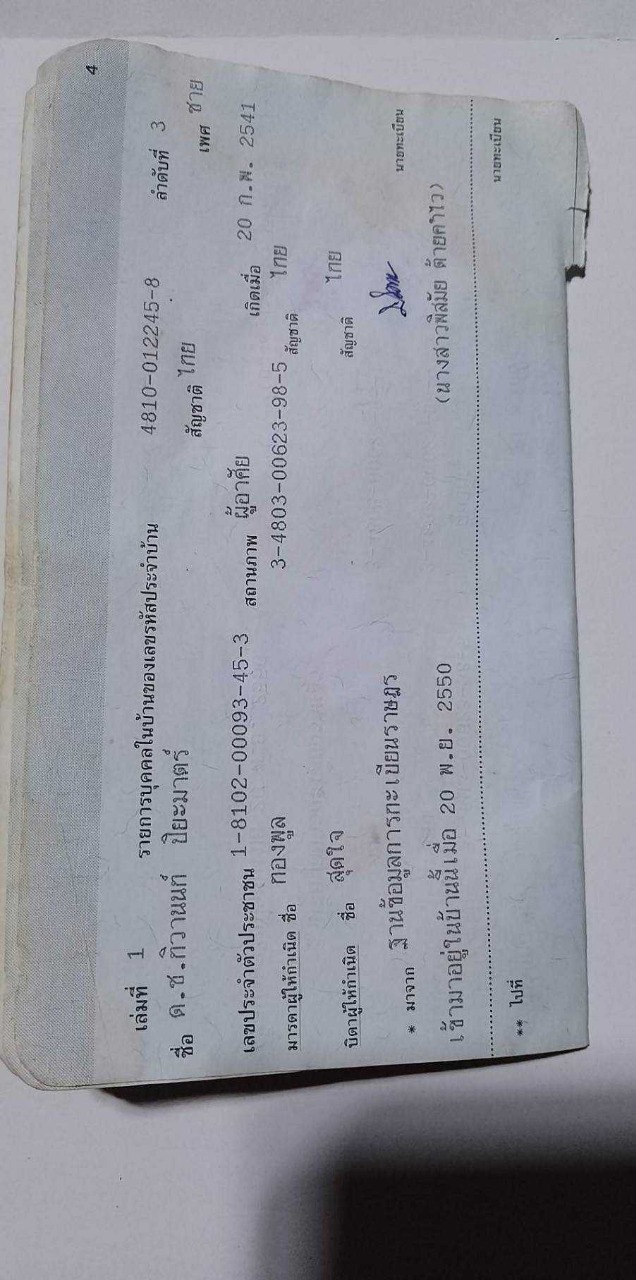 4
เล่มที่ 1 รายการบุคคลในบ้านของเลขรหัสประจำบ้าน 4810-012245-8 ลำดับที่ 3
ชื่อ ด.ช.ทิวานนท์ ปิยะมาตร์ สัญชาติ ไทย เพศ ชาย
เลขประจำตัวประชาชน 1-8102-00093-45-3 สถานภาพ ผู้อาศัย เกิดเมื่อ 20 ก.พ. 2541
มารดาผู้ให้กำเนิด ชื่อ ทองพูล 3-4803-00623-98-5 สัญชาติ ไทย
บิดาผู้ให้กำเนิด ชื่อ สุดใจ สัญชาติ ไทย
* มาจาก ฐานข้อมูลการทะเบียนราษฎร นายทะเบียน
เข้ามาอยู่ในบ้านนี้เมื่อ 20 พ.ย. 2550 (นางสาวพิสมัย ค้ายคำไว)
** ไปที่ นายทะเบียน